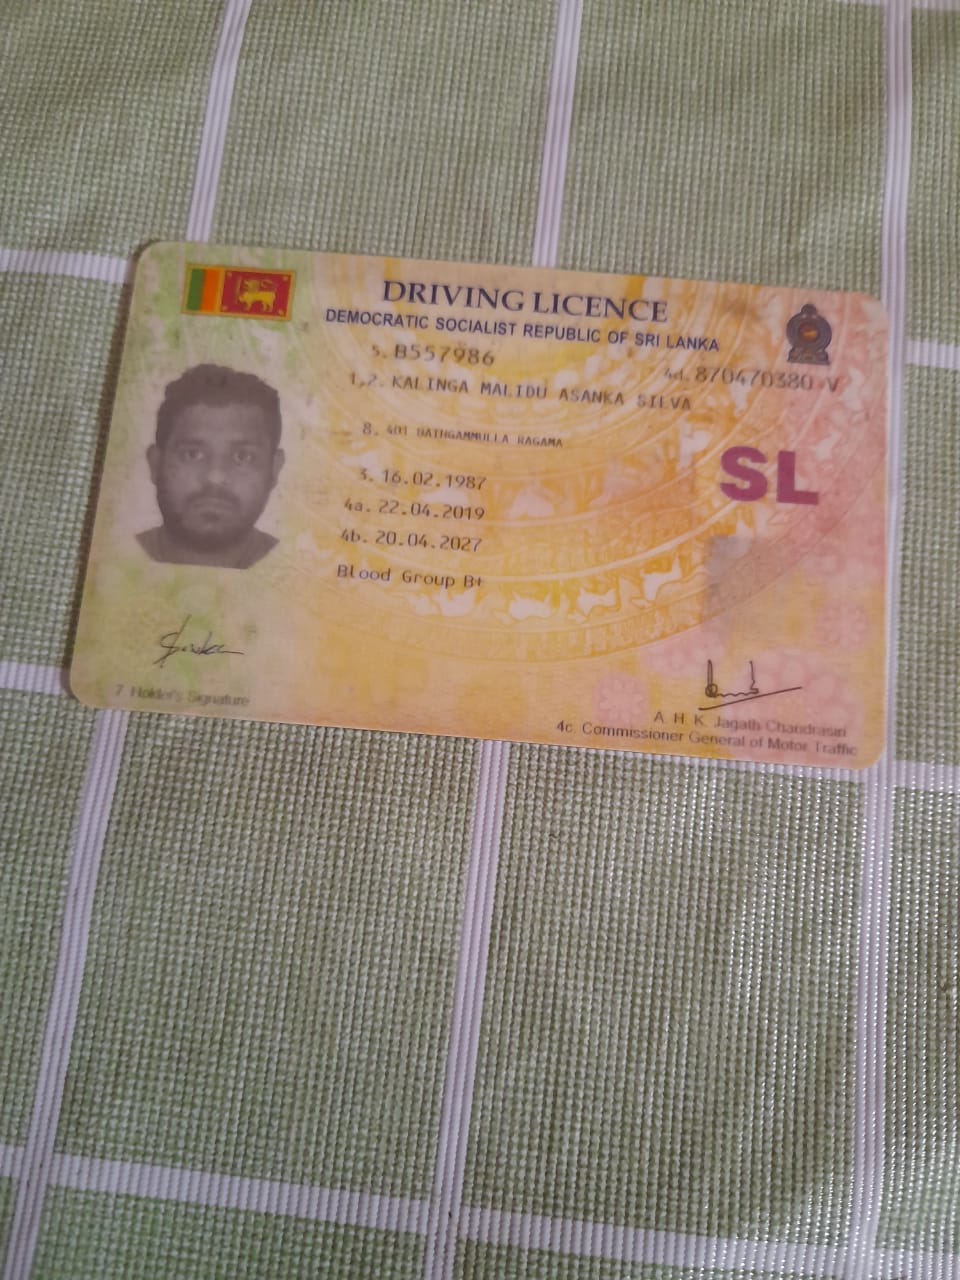 DRIVING LICENCE
DEMOCRATIC SOCIALIST REPUBLIC OF SRI LANKA
5. B557986
4d. 870470380 V
1,2. KALINGA MALIDU ASANKA SILVA
8. 401 BATHGAMMULLA RAGAMA
SL
3. 16.02.1987
4a. 22.04.2019
4b. 20.04.2027
Blood Group B+
7 Holder's Signature
A. H. K. Jagath Chandrasiri
4c. Commissioner General of Motor Traffic